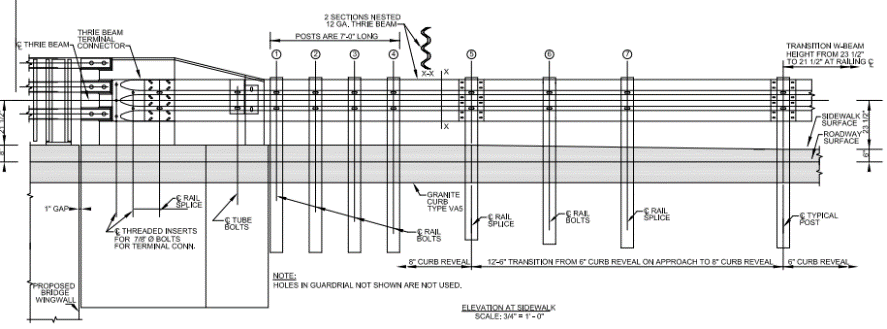 2 SECTIONS NESTED
12 GA. THRIE BEAM
POSTS ARE 7'-0" LONG
THRIE BEAM
TERMINAL
CONNECTOR
℄ THRIE BEAM
1
2
3
4
5
6
7
X
X-X
X
TRANSITION W-BEAM
HEIGHT FROM 23 1/2"
TO 21 1/2" AT RAILING ℄
21 1/2"
8"
23 1/2"
6"
SIDEWALK
SURFACE
ROADWAY
SURFACE
1" GAP
℄ RAIL
SPLICE
℄ THREADED INSERTS
FOR 7/8" Ø BOLTS
FOR TERMINAL CONN.
℄ TUBE
BOLTS
℄ RAIL
BOLTS
GRANITE
CURB
TYPE VA5
℄ RAIL
SPLICE
℄ RAIL
BOLTS
℄ RAIL
SPLICE
℄ TYPICAL
POST
8" CURB REVEAL
12'-6" TRANSITION FROM 6" CURB REVEAL ON APPROACH TO 8" CURB REVEAL
6" CURB REVEAL
NOTE:
HOLES IN GUARDRIAL NOT SHOWN ARE NOT USED.
PROPOSED
BRIDGE
WINGWALL
ELEVATION AT SIDEWALK
SCALE: 3/4" = 1' - 0"